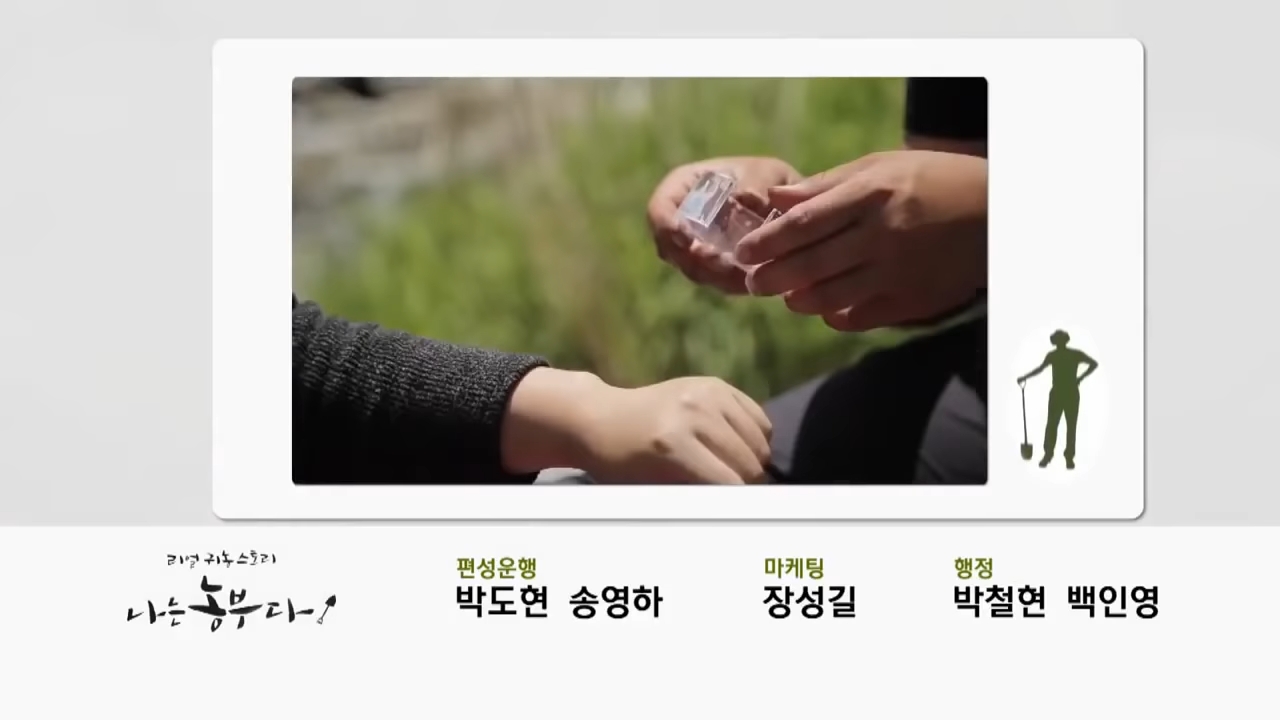 리얼 귀농스토리
나는 농부다!
편성운행
박도현 송영하
마케팅
장성길
행정
박철현 백인영